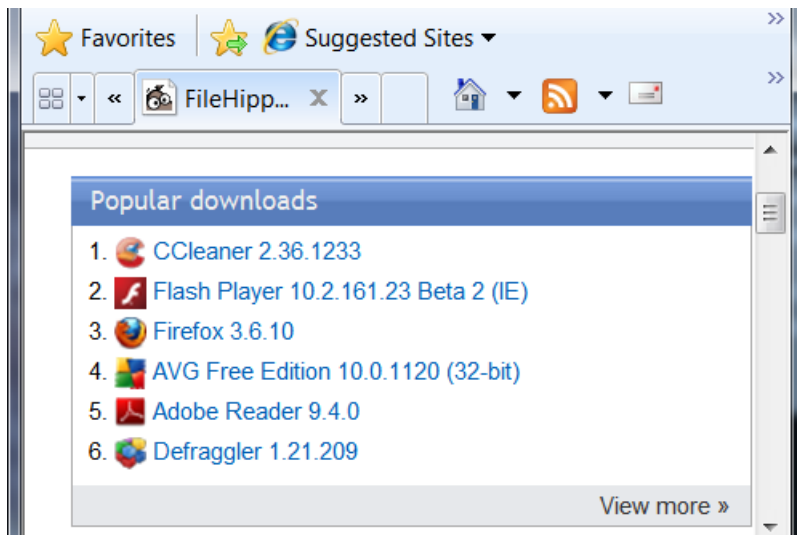 Favorites Suggested Sites
FileHipp...
Popular downloads
1. CCleaner 2.36.1233
2. Flash Player 10.2.161.23 Beta 2 (IE)
3. Firefox 3.6.10
4. AVG Free Edition 10.0.1120 (32-bit)
5. Adobe Reader 9.4.0
6. Defraggler 1.21.209
View more »